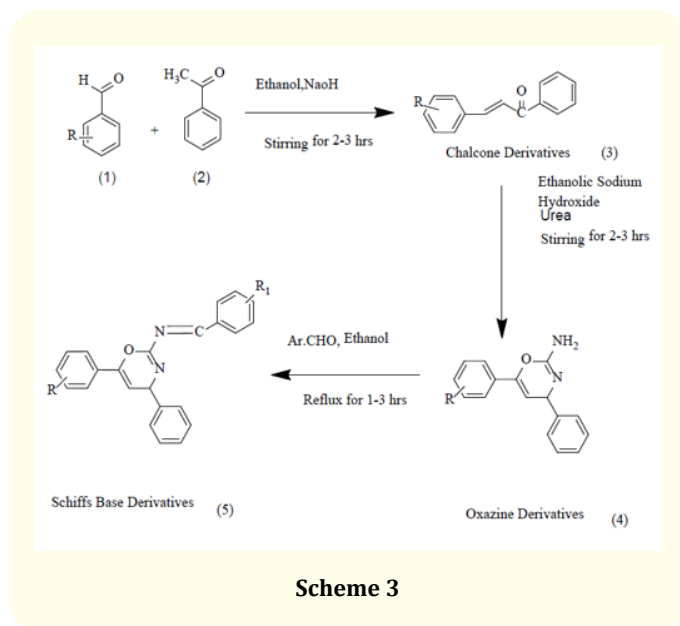 H O
H₃C O
Ethanol,NaoH
R
+
Stirring for 2-3 hrs
(1)
(2)
R
O
C
Chalcone Derivatives (3)
Ethanolic Sodium
Hydroxide
Urea
Stirring for 2-3 hrs
R₁
N C
O
N
R
Ar.CHO, Ethanol
Reflux for 1-3 hrs
NH₂
O
N
R
Schiffs Base Derivatives (5)
Oxazine Derivatives (4)
Scheme 3